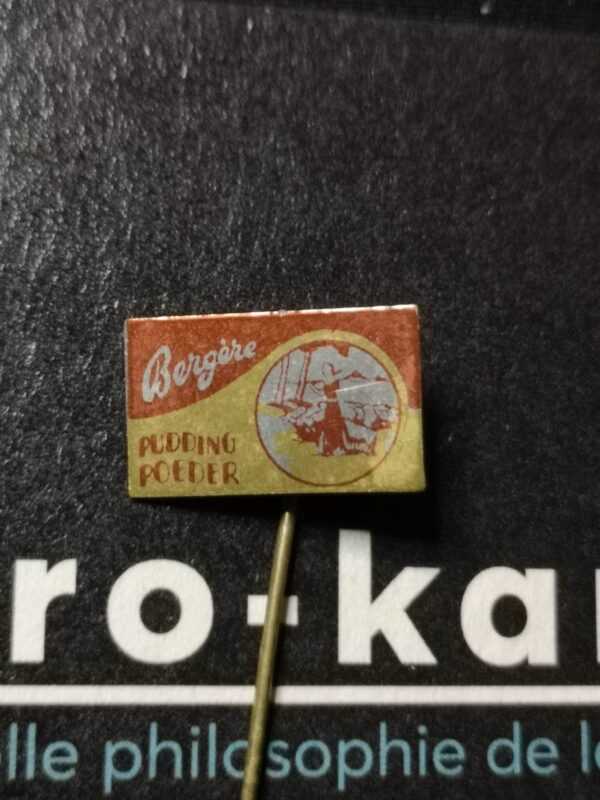 Bergère
PUDDING
POEDER
ro-ka
lle philosophie de l